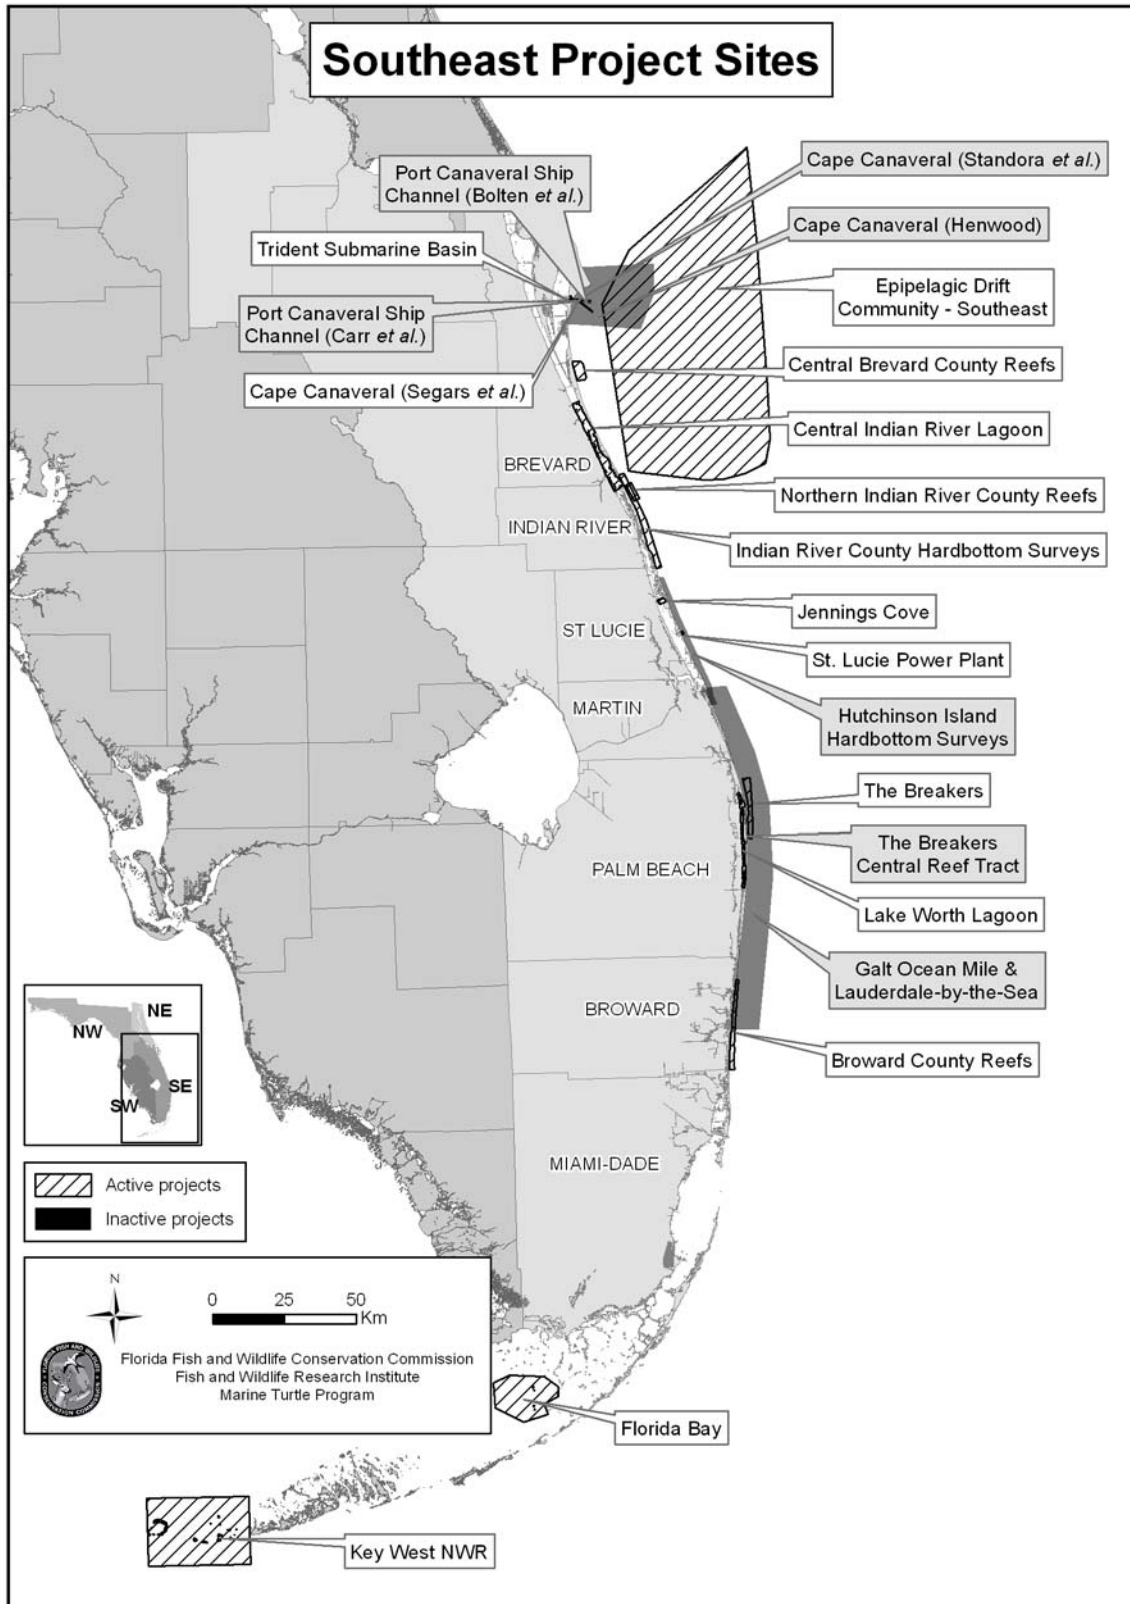 Southeast Project Sites
Port Canaveral Ship
Channel (Bolten et al.)
Cape Canaveral (Standora et al.)
Cape Canaveral (Henwood)
Trident Submarine Basin
Epipelagic Drift
Community - Southeast
Port Canaveral Ship
Channel (Carr et al.)
Central Brevard County Reefs
Cape Canaveral (Segars et al.)
Central Indian River Lagoon
BREVARD
Northern Indian River County Reefs
INDIAN RIVER
Indian River County Hardbottom Surveys
Jennings Cove
ST LUCIE
St. Lucie Power Plant
MARTIN
Hutchinson Island
Hardbottom Surveys
The Breakers
The Breakers
Central Reef Tract
PALM BEACH
Lake Worth Lagoon
Galt Ocean Mile &
Lauderdale-by-the-Sea
BROWARD
Broward County Reefs
NE
NW
SE
SW
MIAMI-DADE
Active projects
Inactive projects
N
0 25 50
Km
Florida Fish and Wildlife Conservation Commission
Fish and Wildlife Research Institute
Marine Turtle Program
Florida Bay
Key West NWR